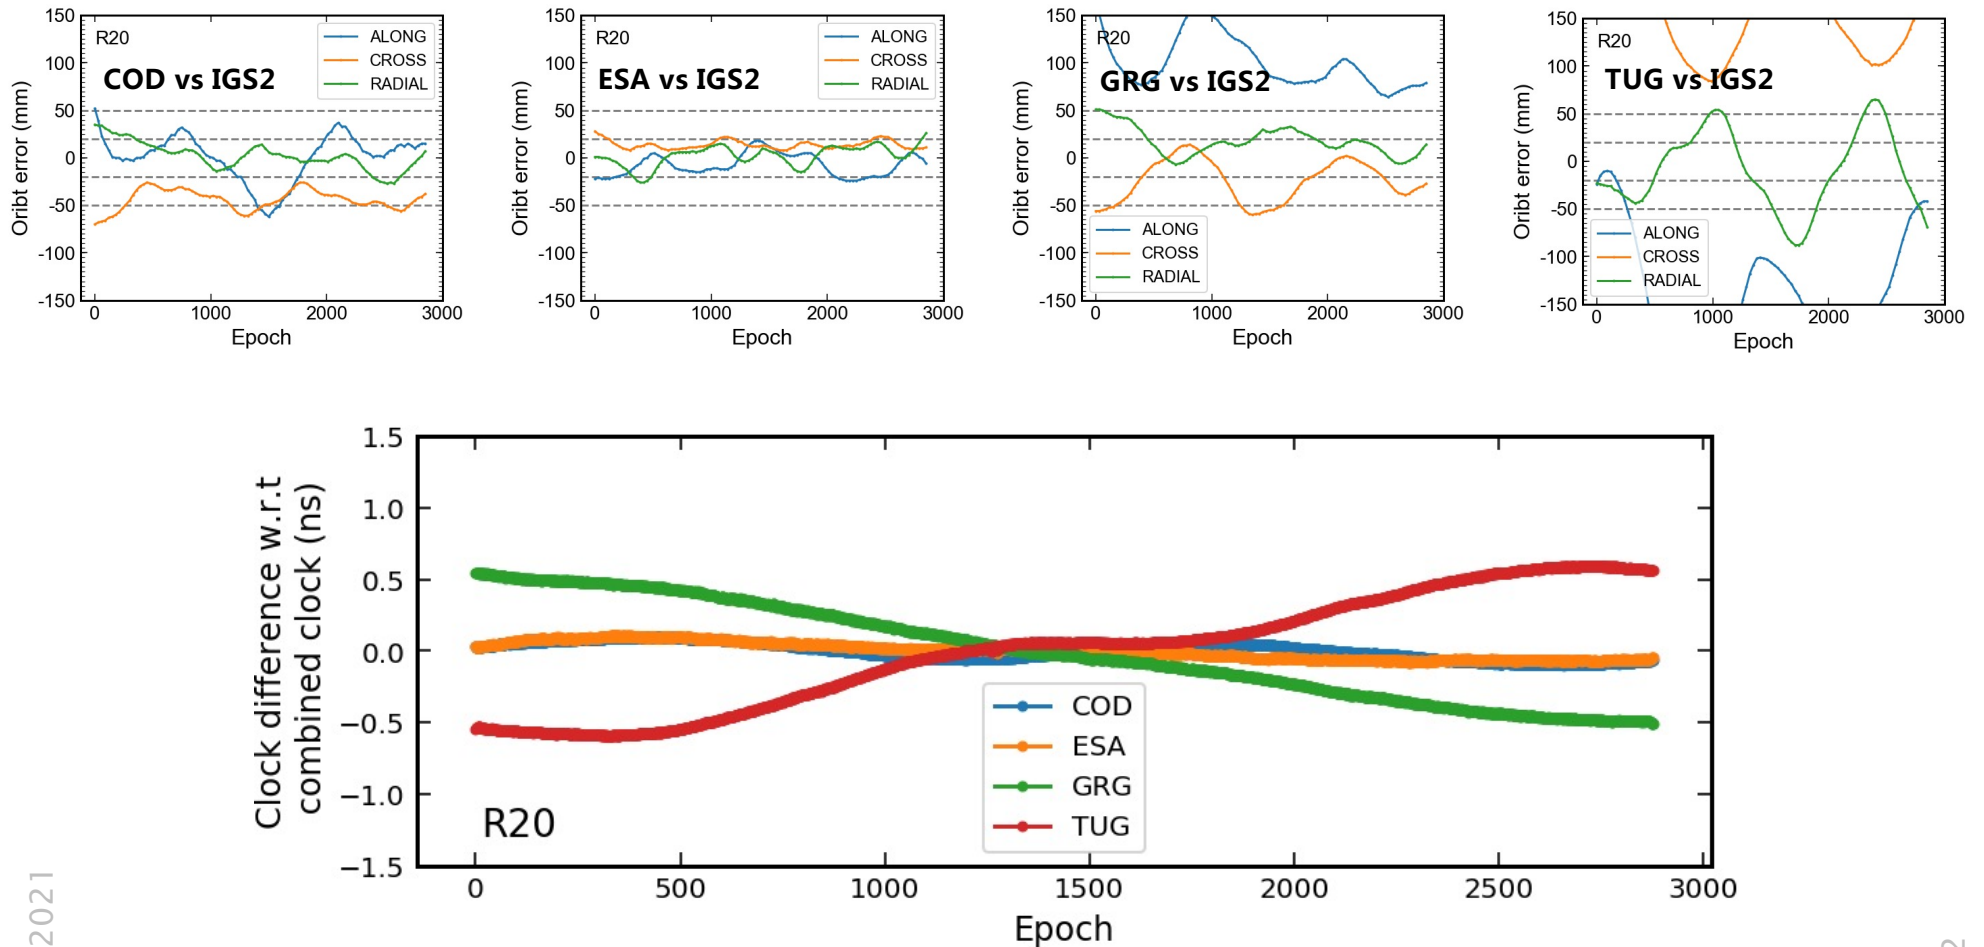 150
100
50
0
-50
-100
-150
Oribt error (mm)
R20
COD vs IGS2
ALONG
CROSS
RADIAL
0 1000 2000 3000
Epoch
150
100
50
0
-50
-100
-150
Oribt error (mm)
R20
ESA vs IGS2
ALONG
CROSS
RADIAL
0 1000 2000 3000
Epoch
150
100
50
0
-50
-100
-150
Oribt error (mm)
R20
GRG vs IGS2
ALONG
CROSS
RADIAL
0 1000 2000 3000
Epoch
150
100
50
0
-50
-100
-150
Oribt error (mm)
R20
TUG vs IGS2
ALONG
CROSS
RADIAL
0 1000 2000 3000
Epoch
Clock difference w.r.t
combined clock (ns)
1.5
1.0
0.5
0.0
−0.5
−1.0
−1.5
R20
COD
ESA
GRG
TUG
0 500 1000 1500 2000 2500 3000
Epoch
2021